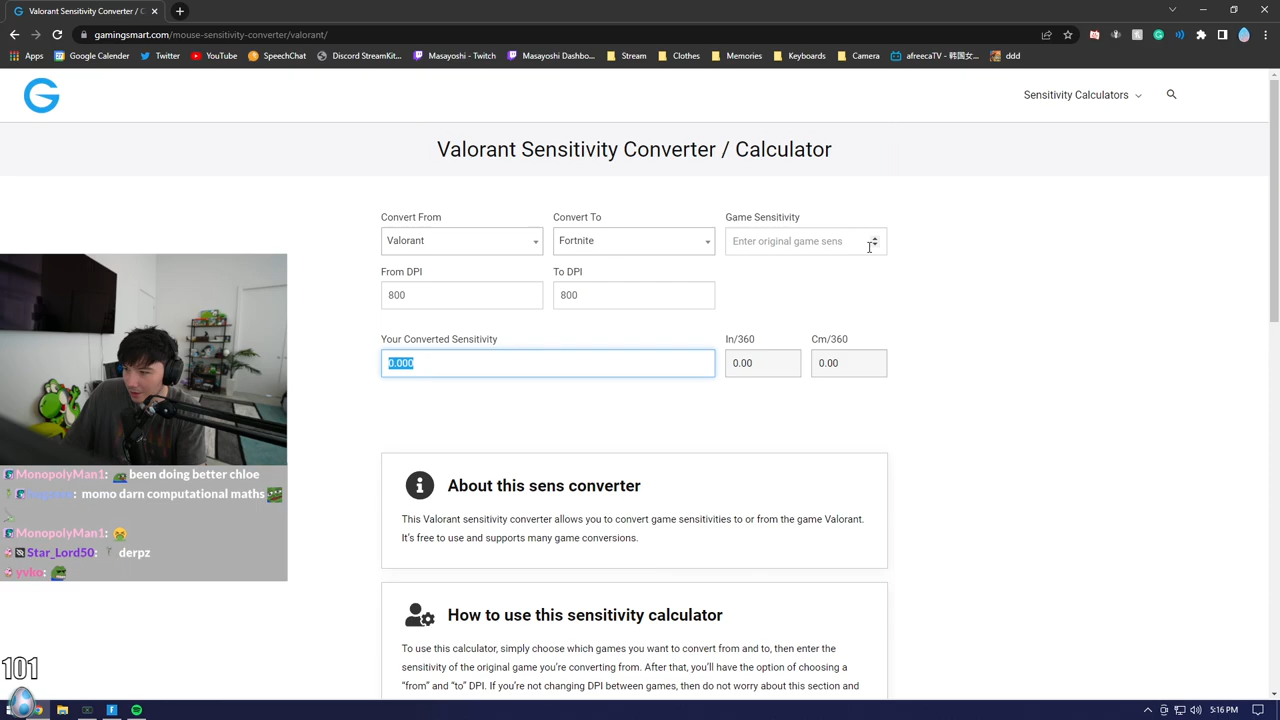 Valorant Sensitivity Converter / C
gamingsmart.com/mouse-sensitivity-converter/valorant/
Apps
Google Calender
Twitter
YouTube
SpeechChat
Discord StreamKit...
Masayoshi - Twitch
Masayoshi Dashbo...
Stream
Clothes
Memories
Keyboards
Camera
afreecaTV - 韩国女...
ddd
G
Sensitivity Calculators
Valorant Sensitivity Converter / Calculator
Convert From
Convert To
Game Sensitivity
Valorant
Fortnite
Enter original game sens
From DPI
To DPI
800
800
Your Converted Sensitivity
In/360
Cm/360
0.000
0.00
0.00
About this sens converter
This Valorant sensitivity converter allows you to convert game sensitivities to or from the game Valorant.
It's free to use and supports many game conversions.
How to use this sensitivity calculator
To use this calculator, simply choose which games you want to convert from and to, then enter the
sensitivity of the original game you're converting from. After that, you'll have the option of choosing a
"from" and "to" DPI. If you're not changing DPI between games, then do not worry about this section and
MonopolyMan1: been doing better chloe
: momo darn computational maths
MonopolyMan1:
Star_Lord50: derpz
yvko:
101
5:16 PM